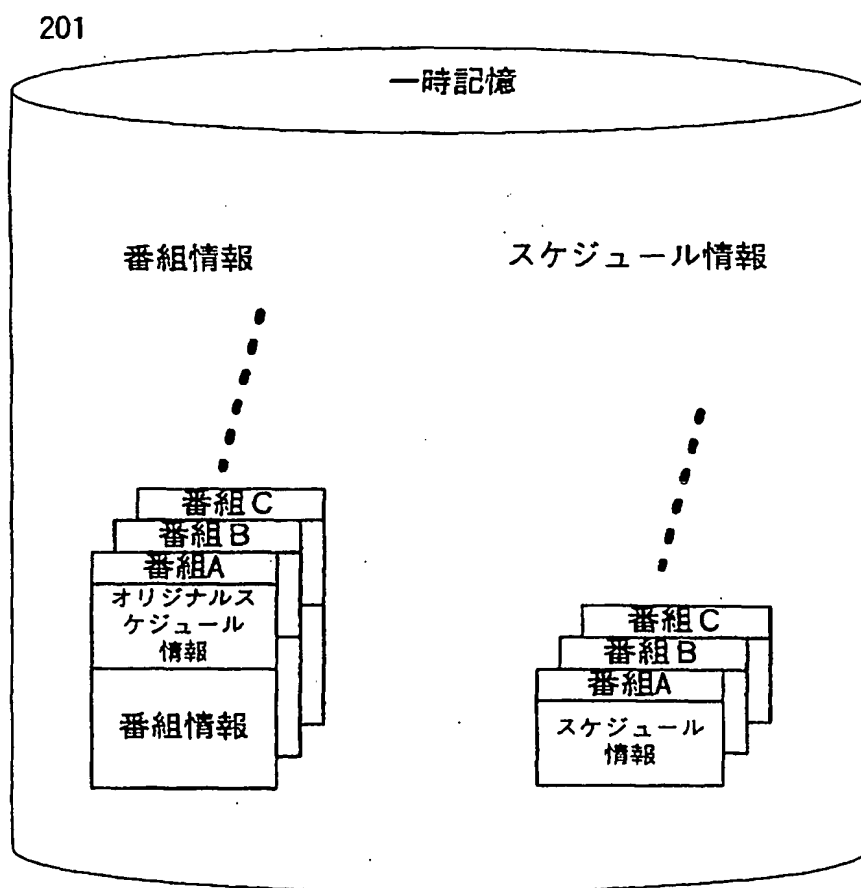 201
一時記憶
番組情報
スケジュール情報
番組C
番組B
番組A
オリジナルス
ケジュール
情報
番組情報
番組C
番組B
番組A
スケジュール
情報